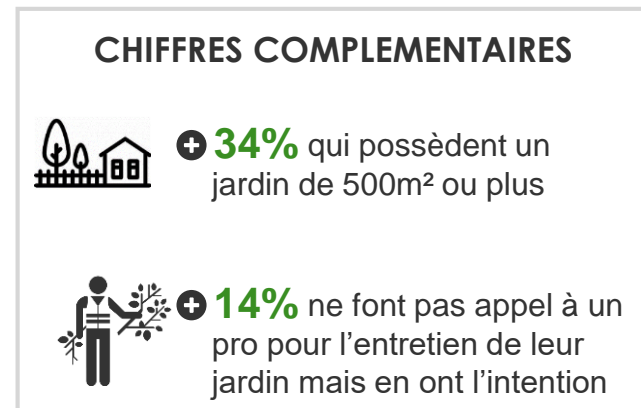 CHIFFRES COMPLEMENTAIRES
+ 34% qui possèdent un
jardin de 500m² ou plus
+ 14% ne font pas appel à un
pro pour l’entretien de leur
jardin mais en ont l’intention